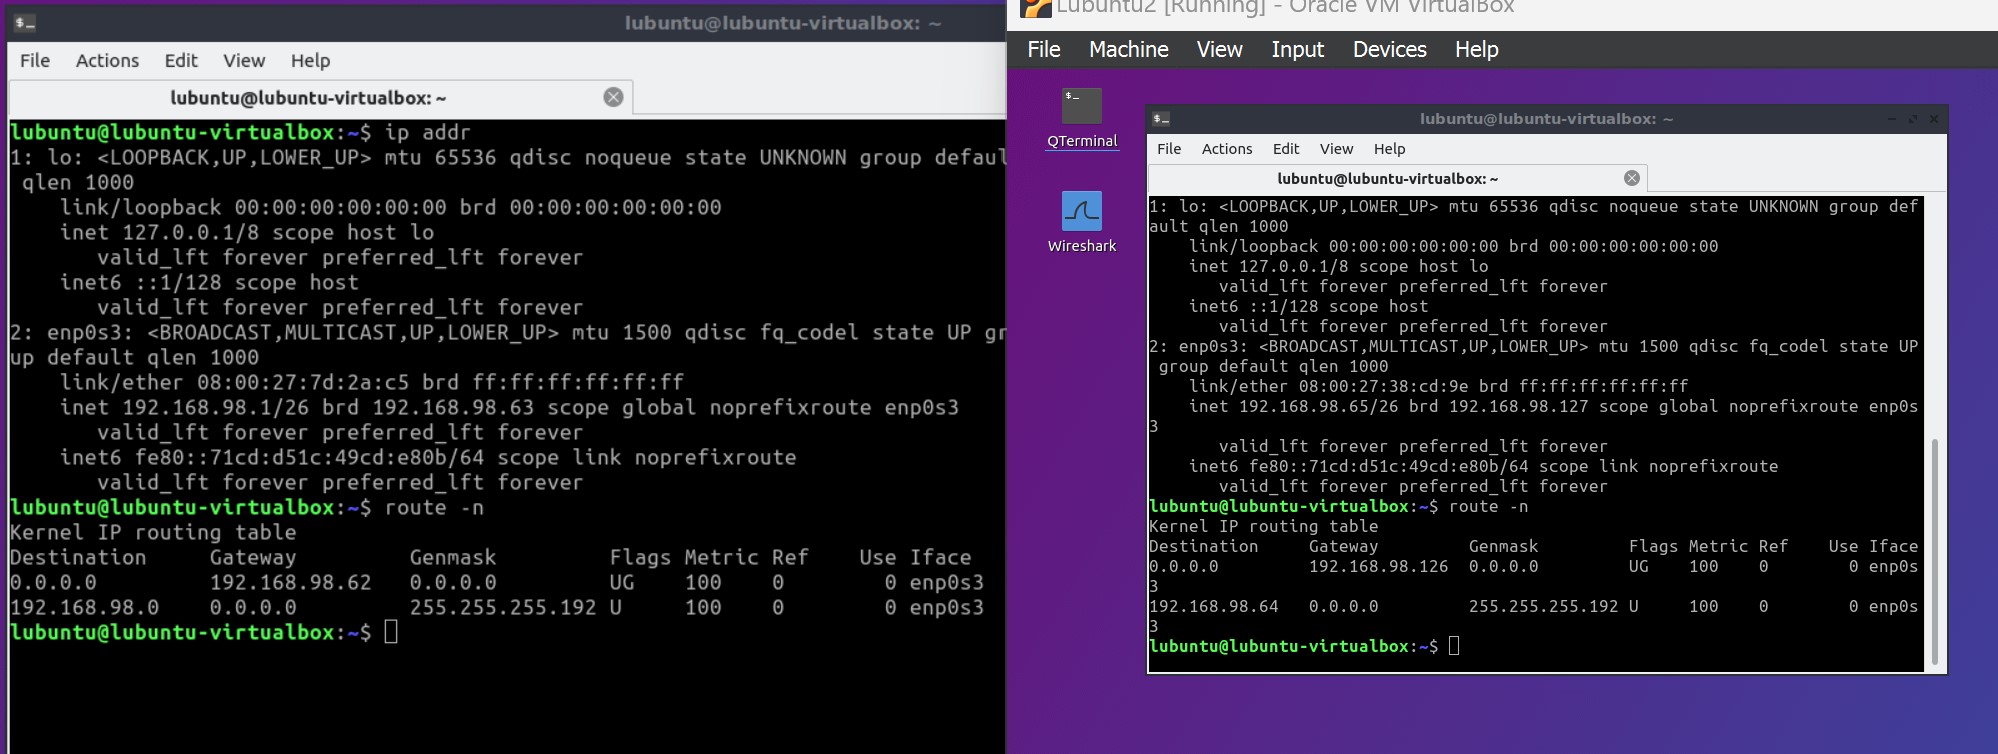 lubuntu@lubuntu-virtualbox: ~
File Actions Edit View Help
lubuntu@lubuntu-virtualbox: ~
lubuntu@lubuntu-virtualbox:~$ ip addr
1: lo: <LOOPBACK,UP,LOWER_UP> mtu 65536 qdisc noqueue state UNKNOWN group defaul
 qlen 1000
    link/loopback 00:00:00:00:00:00 brd 00:00:00:00:00:00
    inet 127.0.0.1/8 scope host lo
       valid_lft forever preferred_lft forever
    inet6 ::1/128 scope host
       valid_lft forever preferred_lft forever
2: enp0s3: <BROADCAST,MULTICAST,UP,LOWER_UP> mtu 1500 qdisc fq_codel state UP gr
up default qlen 1000
    link/ether 08:00:27:7d:2a:c5 brd ff:ff:ff:ff:ff:ff
    inet 192.168.98.1/26 brd 192.168.98.63 scope global noprefixroute enp0s3
       valid_lft forever preferred_lft forever
    inet6 fe80::71cd:d51c:49cd:e80b/64 scope link noprefixroute
       valid_lft forever preferred_lft forever
lubuntu@lubuntu-virtualbox:~$ route -n
Kernel IP routing table
Destination     Gateway         Genmask         Flags Metric Ref    Use Iface
0.0.0.0         192.168.98.62   0.0.0.0         UG    100    0        0 enp0s3
192.168.98.0    0.0.0.0         255.255.255.192 U     100    0        0 enp0s3
lubuntu@lubuntu-virtualbox:~$
Lubuntu2 [Running] - Oracle VM VirtualBox
File Machine View Input Devices Help
QTerminal
Wireshark
lubuntu@lubuntu-virtualbox: ~
File Actions Edit View Help
lubuntu@lubuntu-virtualbox: ~
1: lo: <LOOPBACK,UP,LOWER_UP> mtu 65536 qdisc noqueue state UNKNOWN group def
ault qlen 1000
    link/loopback 00:00:00:00:00:00 brd 00:00:00:00:00:00
    inet 127.0.0.1/8 scope host lo
       valid_lft forever preferred_lft forever
    inet6 ::1/128 scope host
       valid_lft forever preferred_lft forever
2: enp0s3: <BROADCAST,MULTICAST,UP,LOWER_UP> mtu 1500 qdisc fq_codel state UP
 group default qlen 1000
    link/ether 08:00:27:38:cd:9e brd ff:ff:ff:ff:ff:ff
    inet 192.168.98.65/26 brd 192.168.98.127 scope global noprefixroute enp0s
3
       valid_lft forever preferred_lft forever
    inet6 fe80::71cd:d51c:49cd:e80b/64 scope link noprefixroute
       valid_lft forever preferred_lft forever
lubuntu@lubuntu-virtualbox:~$ route -n
Kernel IP routing table
Destination     Gateway         Genmask         Flags Metric Ref    Use Iface
0.0.0.0         192.168.98.126  0.0.0.0         UG    100    0        0 enp0s
3
192.168.98.64   0.0.0.0         255.255.255.192 U     100    0        0 enp0s
3
lubuntu@lubuntu-virtualbox:~$